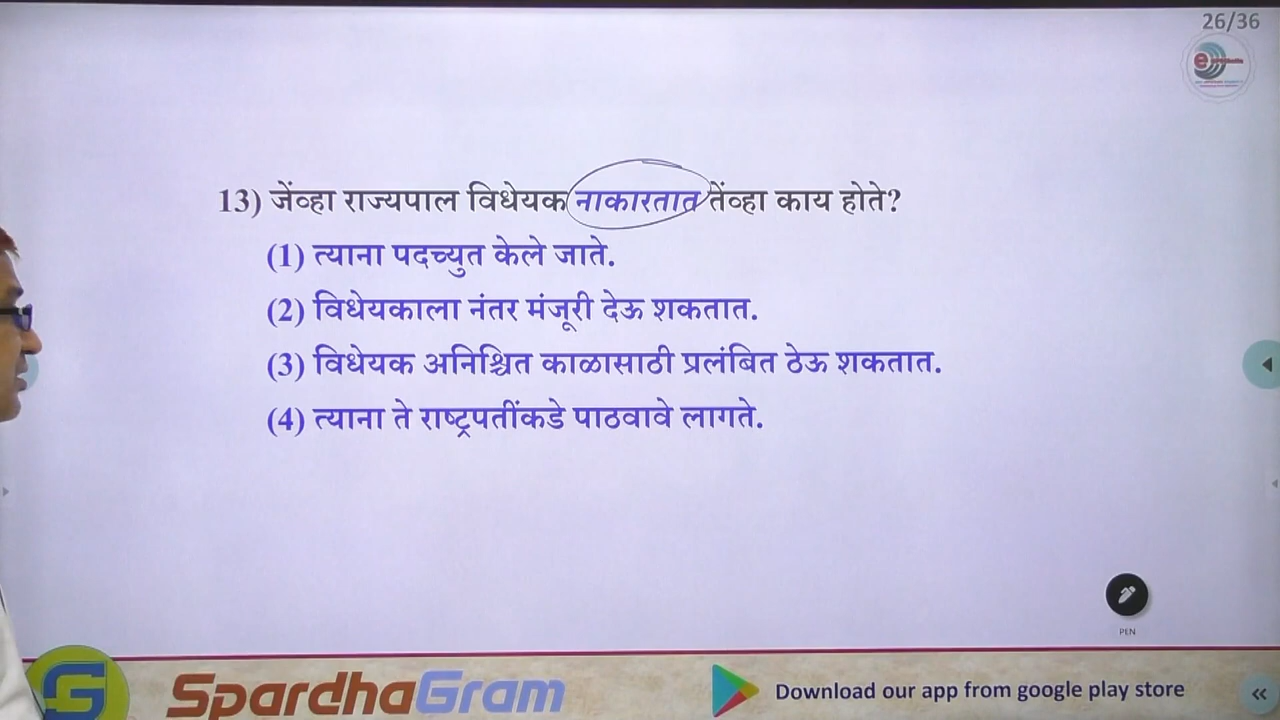 26/36
13) जेंव्हा राज्यपाल विधेयक नाकारतात तेंव्हा काय होते?
(1) त्याना पदच्युत केले जाते.
(2) विधेयकाला नंतर मंजूरी देऊ शकतात.
(3) विधेयक अनिश्चित काळासाठी प्रलंबित ठेऊ शकतात.
(4) त्याना ते राष्ट्रपतींकडे पाठवावे लागते.
PEN
SpardhaGram
Download our app from google play store